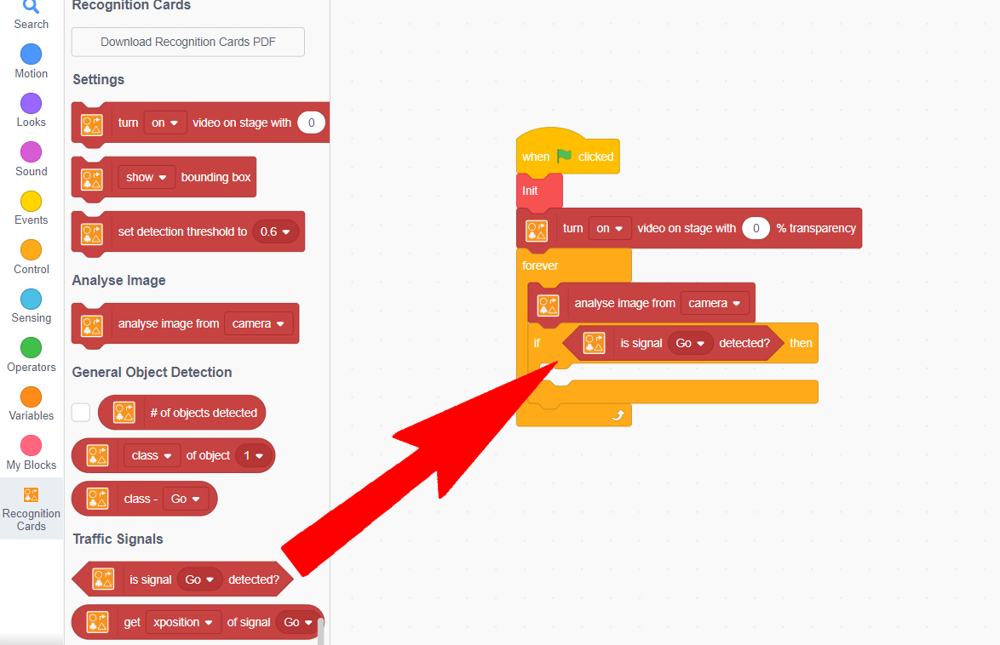 Search
Motion
Looks
Sound
Events
Control
Sensing
Operators
Variables
My Blocks
Recognition
Cards
Recognition Cards
Download Recognition Cards PDF
Settings
turn on video on stage with 0
show bounding box
set detection threshold to 0.6
Analyse Image
analyse image from camera
General Object Detection
# of objects detected
class of object 1
class - Go
Traffic Signals
is signal Go detected?
get xposition of signal Go
when clicked
Init
turn on video on stage with 0 % transparency
forever
analyse image from camera
if is signal Go detected? then